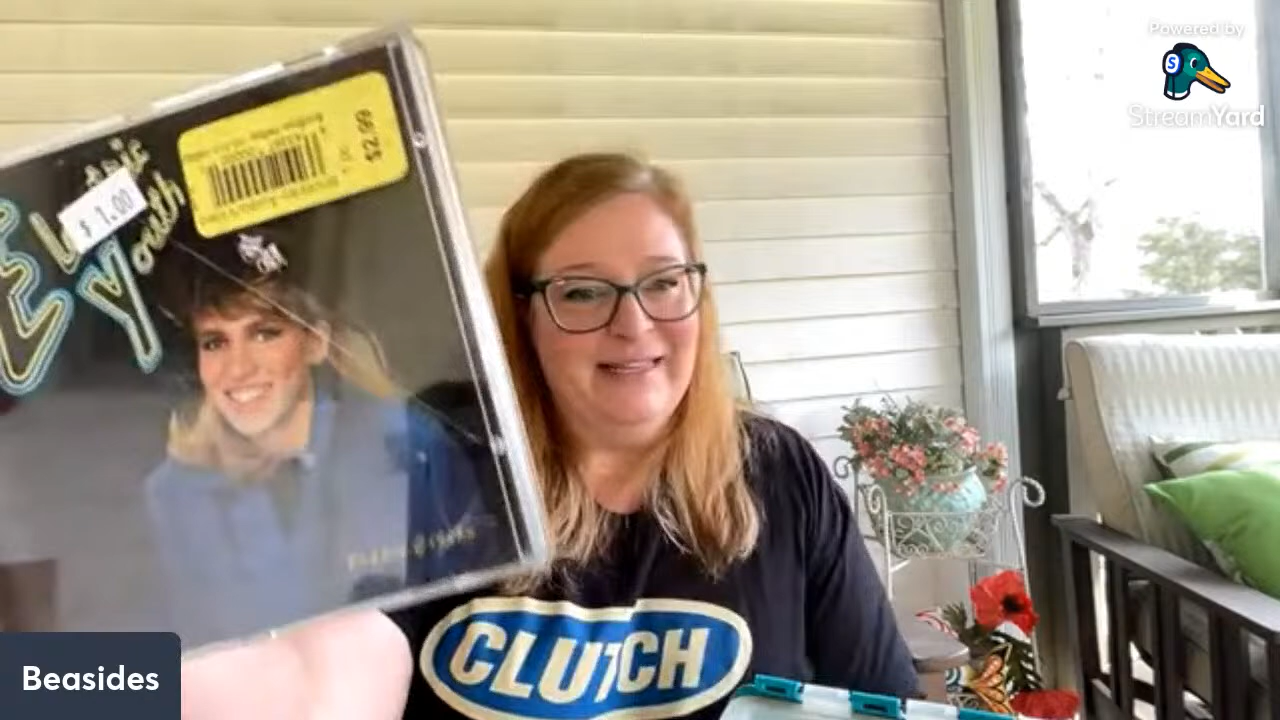 Powered by
StreamYard
$2.99
$1.00
Electric
Youth
CLUTCH
Beasides